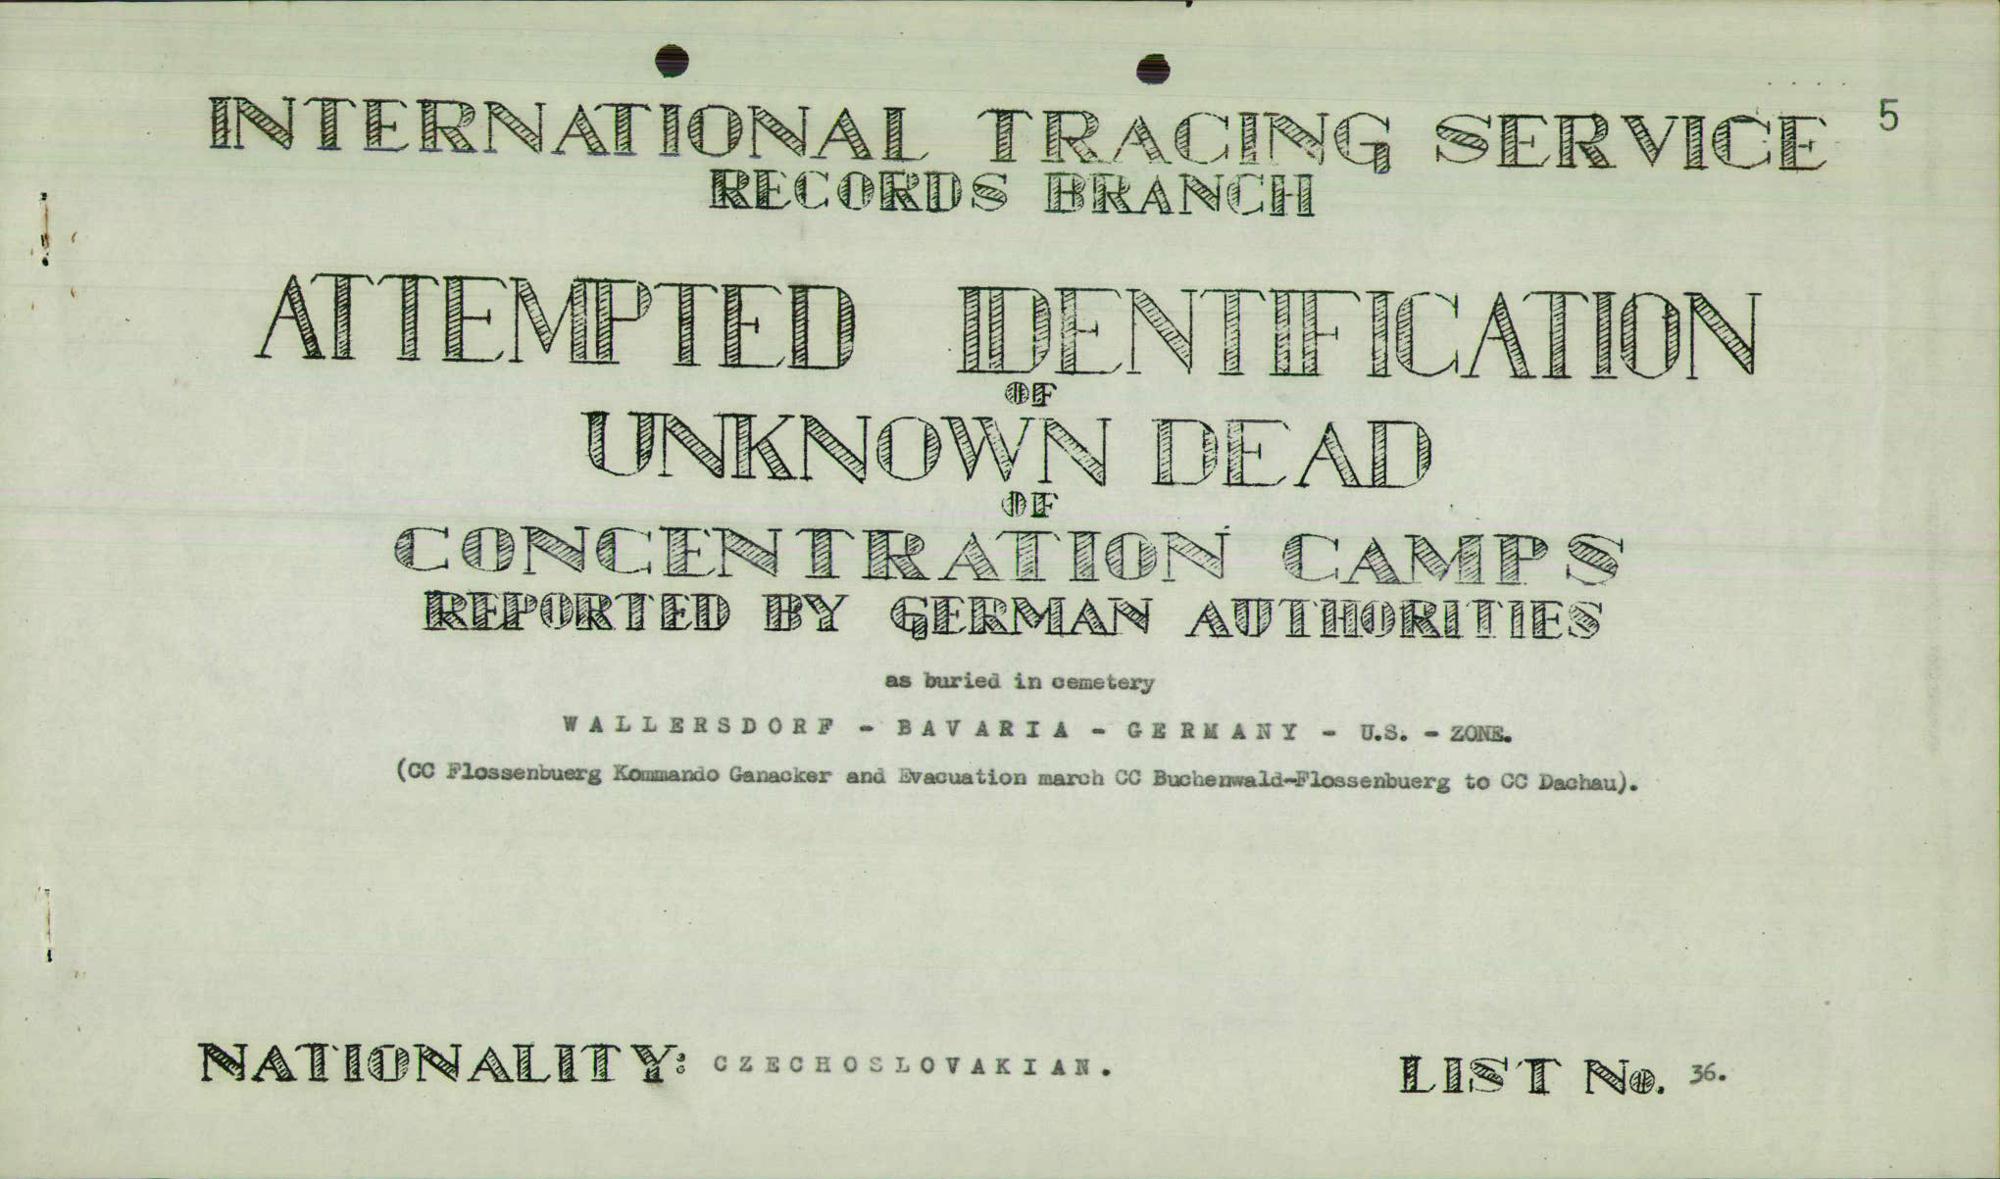 INTERNATIONAL TRACING SERVICE 5
RECORDS BRANCH
ATTEMPTED IDENTIFICATION
OF
UNKNOWN DEAD
OF
CONCENTRATION CAMPS
REPORTED BY GERMAN AUTHORITIES
as buried in cemetery
WALLERSDORF - BAVARIA - GERMANY - U.S. - ZONE.
(CC Flossenbuerg Kommando Ganacker and Evacuation march CC Buchenwald-Flossenbuerg to CC Dachau).
NATIONALITY: CZECHOSLOVAKIAN. LIST No. 36.